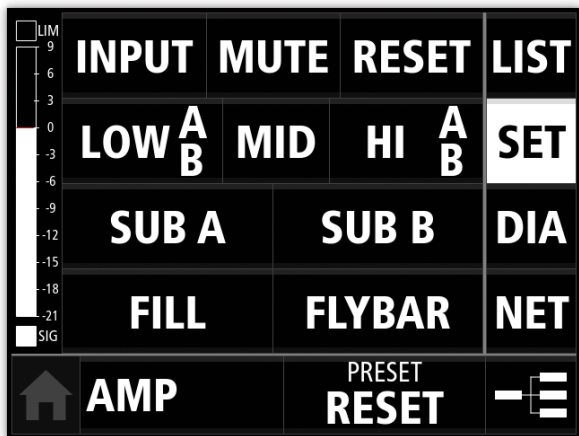 LIM
9
6
3
0
-3
-6
-9
-12
-15
-18
-21
SIG
INPUT MUTE RESET LIST
LOW A B MID HI A B SET
SUB A SUB B DIA
FILL FLYBAR NET
AMP PRESET RESET